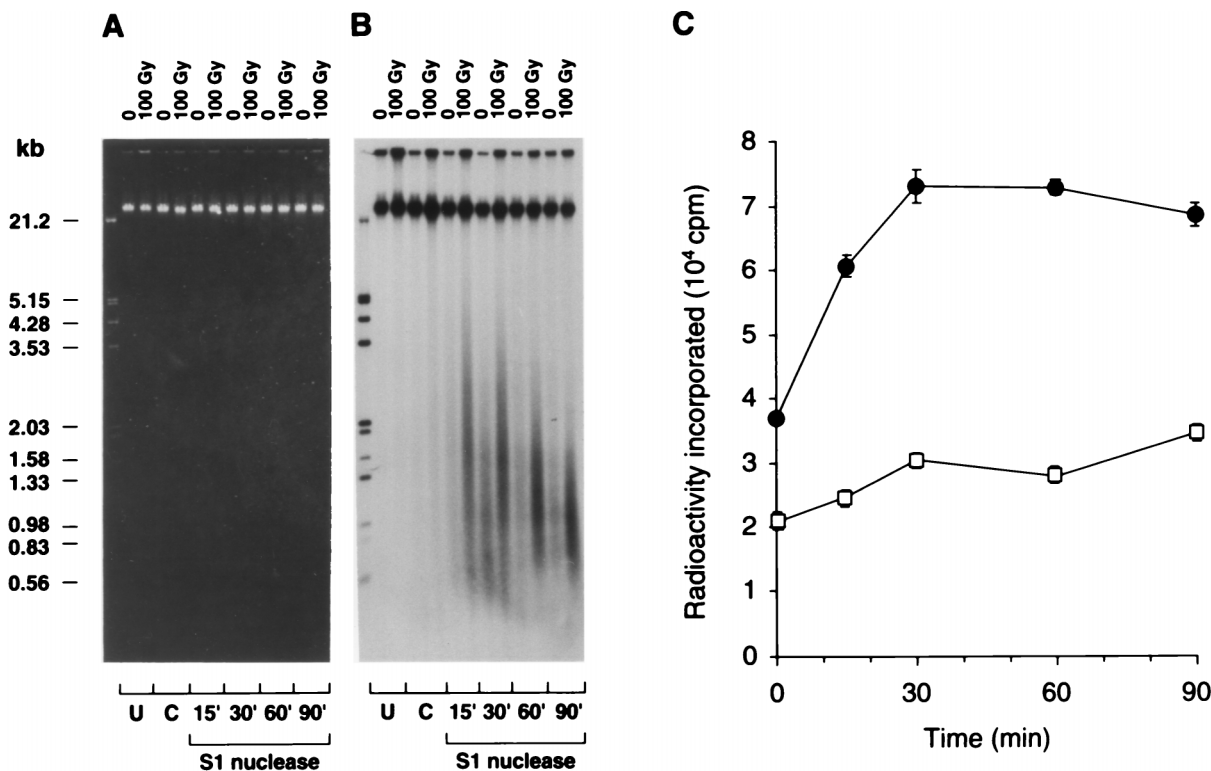 A
B
C
0 100 Gy 0 100 Gy 0 100 Gy 0 100 Gy 0 100 Gy 0 100 Gy
0 100 Gy 0 100 Gy 0 100 Gy 0 100 Gy 0 100 Gy 0 100 Gy
kb
21.2
5.15
4.28
3.53
2.03
1.58
1.33
0.98
0.83
0.56
U C 15' 30' 60' 90'
S1 nuclease
U C 15' 30' 60' 90'
S1 nuclease
Radioactivity incorporated (10⁴ cpm)
8
7
6
5
4
3
2
1
0
0 30 60 90
Time (min)